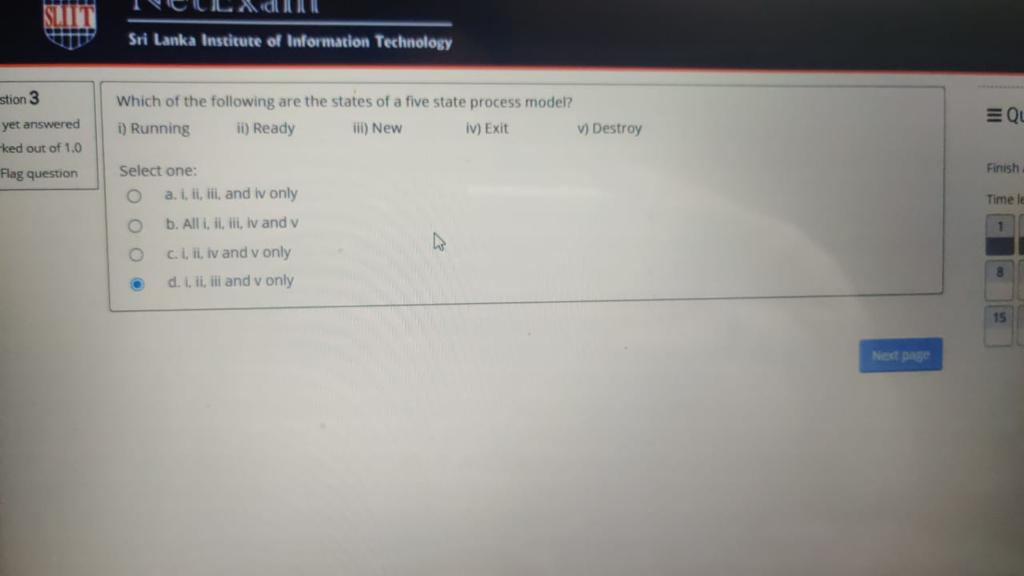 SLIIT
NetExam
Sri Lanka Institute of Information Technology
stion 3
yet answered
ked out of 1.0
Flag question
Which of the following are the states of a five state process model?
i) Running ii) Ready iii) New iv) Exit v) Destroy
Select one:
a. i, ii, iii, and iv only
b. All i, ii, iii, iv and v
c. i, ii, iv and v only
d. i, ii, iii and v only
Next page
Qu
Finish
Time le
1
8
15